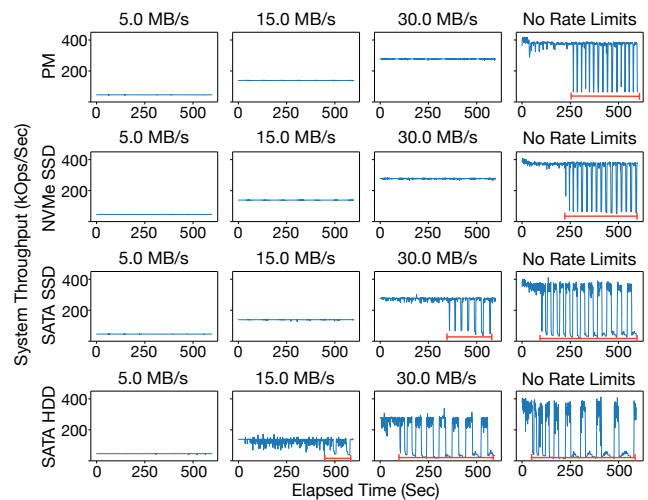 5.0 MB/s 15.0 MB/s 30.0 MB/s No Rate Limits
PM
400
200
0 250 500 0 250 500 0 250 500 0 250 500
5.0 MB/s 15.0 MB/s 30.0 MB/s No Rate Limits
NVMe SSD
400
200
0 250 500 0 250 500 0 250 500 0 250 500
5.0 MB/s 15.0 MB/s 30.0 MB/s No Rate Limits
SATA SSD
400
200
0 250 500 0 250 500 0 250 500 0 250 500
5.0 MB/s 15.0 MB/s 30.0 MB/s No Rate Limits
SATA HDD
400
200
0 250 500 0 250 500 0 250 500 0 250 500
System Throughput (kOps/Sec)
Elapsed Time (Sec)